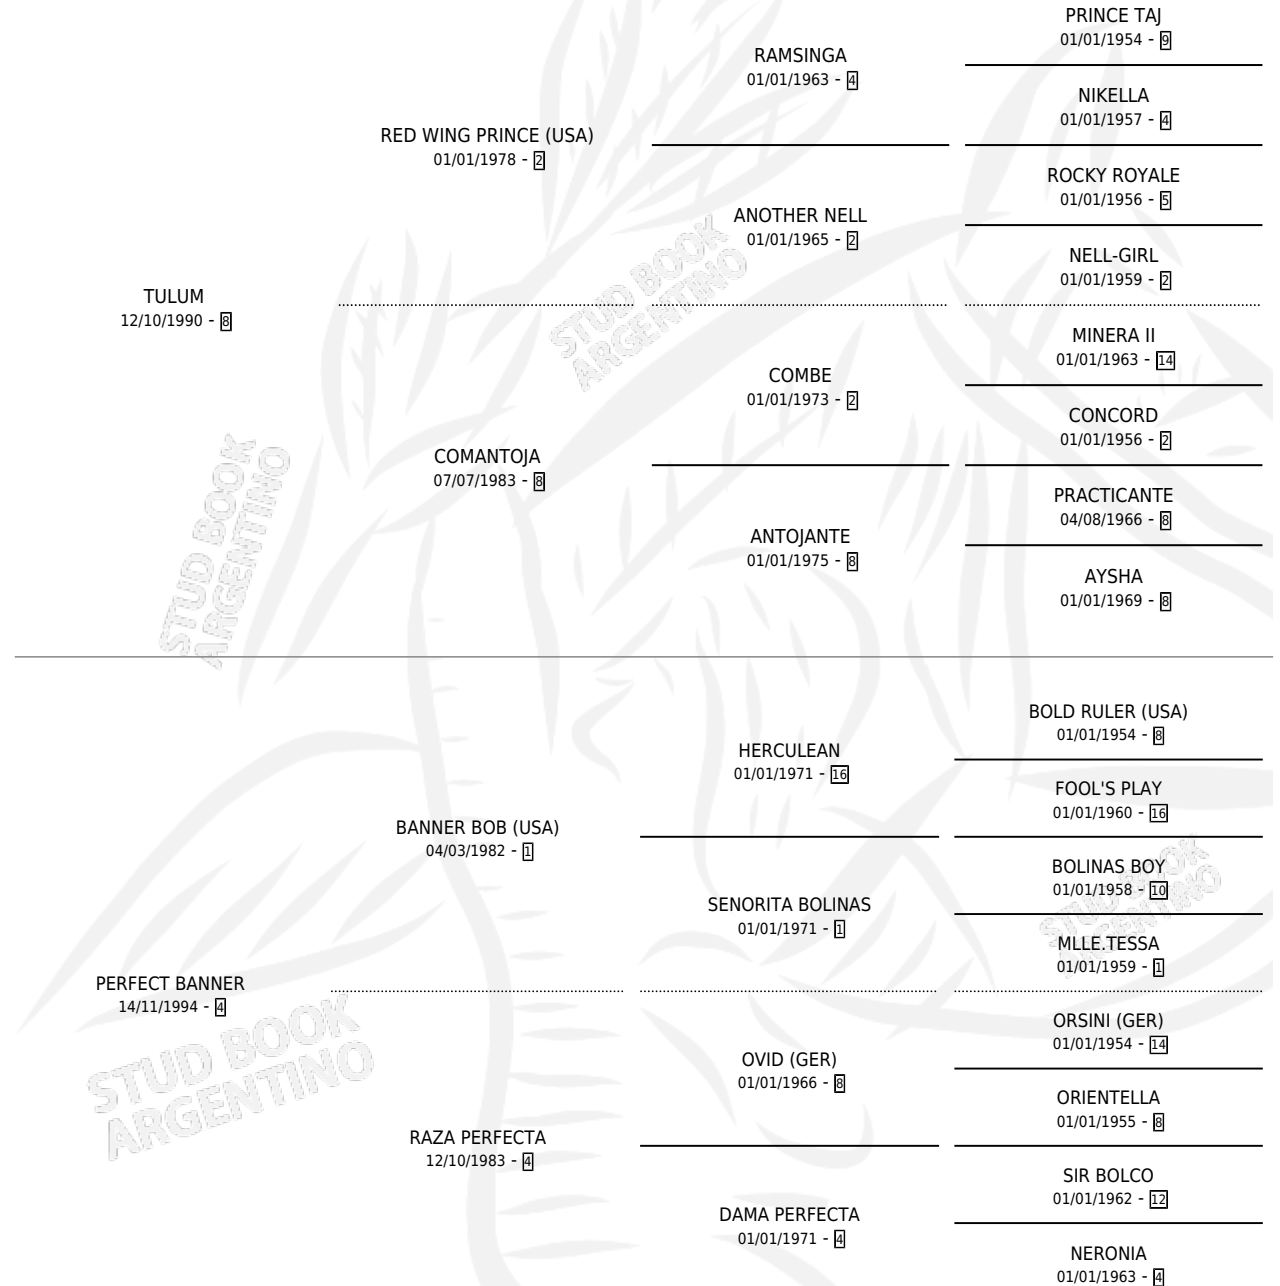 PRINCE TAJ
01/01/1954 - 9
RAMSINGA
01/01/1963 - 4
NIKELLA
01/01/1957 - 4
RED WING PRINCE (USA)
01/01/1978 - 2
ROCKY ROYALE
01/01/1956 - 5
ANOTHER NELL
01/01/1965 - 2
NELL-GIRL
01/01/1959 - 2
TULUM
12/10/1990 - 8
MINERA II
01/01/1963 - 14
COMBE
01/01/1973 - 2
CONCORD
01/01/1956 - 2
COMANTOJA
07/07/1983 - 8
PRACTICANTE
04/08/1966 - 8
ANTOJANTE
01/01/1975 - 8
AYSHA
01/01/1969 - 8
STUD BOOK
ARGENTINO
STUD BOOK
ARGENTINO
BOLD RULER (USA)
01/01/1954 - 8
HERCULEAN
01/01/1971 - 16
FOOL'S PLAY
01/01/1960 - 16
BANNER BOB (USA)
04/03/1982 - 1
BOLINAS BOY
01/01/1958 - 10
SENORITA BOLINAS
01/01/1971 - 1
MLLE.TESSA
01/01/1959 - 1
PERFECT BANNER
14/11/1994 - 4
ORSINI (GER)
01/01/1954 - 14
OVID (GER)
01/01/1966 - 8
ORIENTELLA
01/01/1955 - 8
RAZA PERFECTA
12/10/1983 - 4
SIR BOLCO
01/01/1962 - 12
DAMA PERFECTA
01/01/1971 - 4
NERONIA
01/01/1963 - 4
STUD BOOK
ARGENTINO
STUD BOOK
ARGENTINO